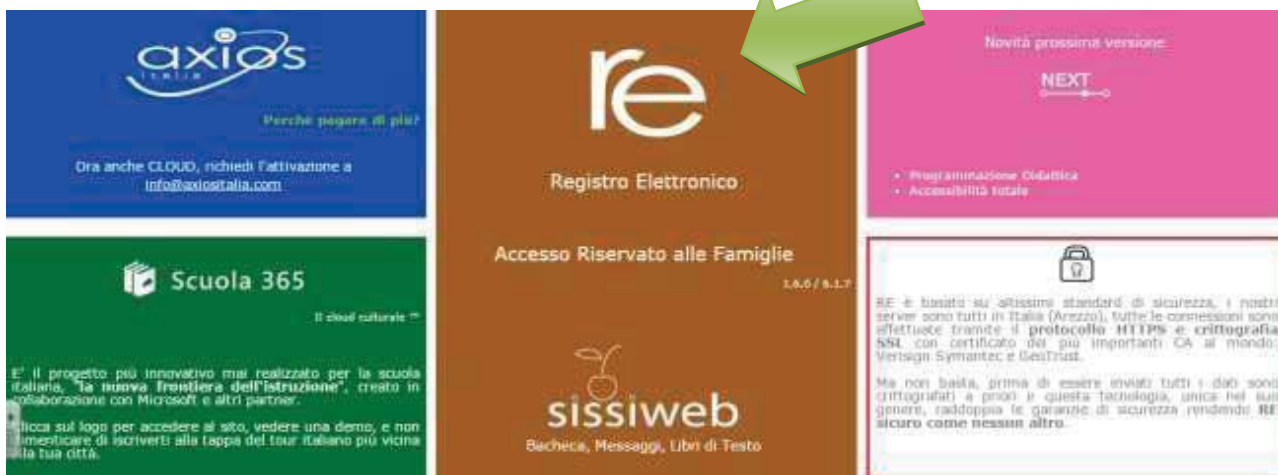 axios
italia
Perché pagare di più?
Ora anche CLOUD, richiedi l'attivazione a
info@axiositalia.com
Scuola 365
Il cloud culturale ™
E' il progetto più innovativo mai realizzato per la scuola
italiana, "la nuova frontiera dell'istruzione", creato in
collaborazione con Microsoft e altri partner.
Clicca sul logo per accedere al sito, vedere una demo, e non
dimenticare di iscriverti alla tappa del tour italiano più vicina
alla tua città.
re
Registro Elettronico
Accesso Riservato alle Famiglie
sissiweb
Bacheca, Messaggi, Libri di Testo
Novità prossima versione
NEXT
• Programmazione Didattica
• Accessibilità totale
RE è basato su altissimi standard di sicurezza, i nostri
server sono tutti in Italia (Arezzo), tutte le connessioni sono
effettuate tramite il protocollo HTTPS e crittografia
SSL con certificato dei più importanti CA al mondo:
Verisign Symantec e GeoTrust.
Ma non basta, prima di essere inviati tutti i dati sono
crittografati a priori e questa tecnologia, unica nel suo
genere, raddoppia le garanzie di sicurezza rendendo RE
sicuro come nessun altro.